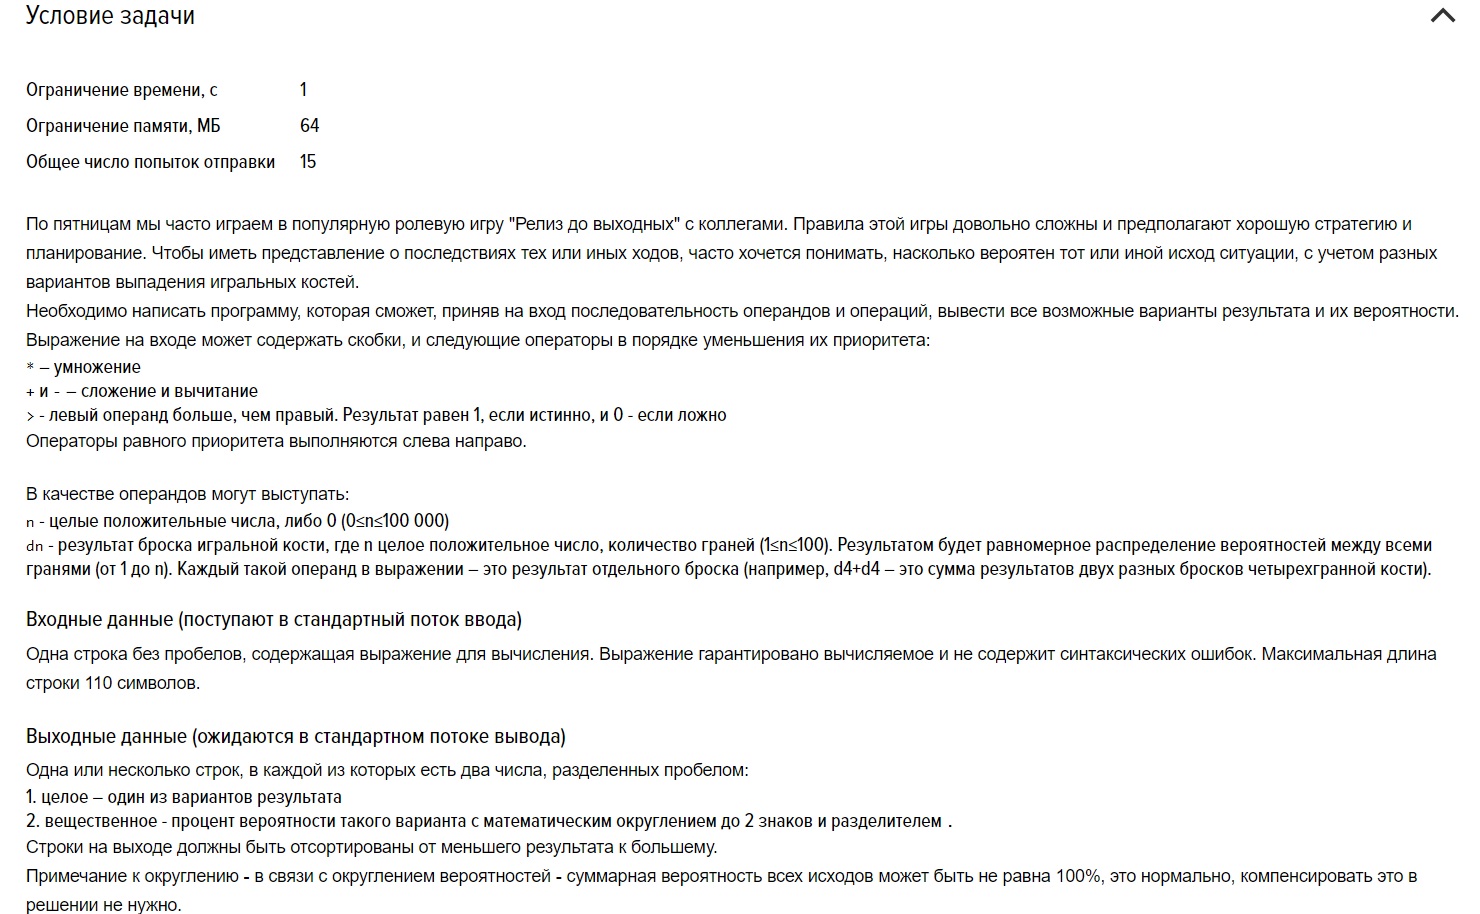 Условие задачи
Ограничение времени, с 1
Ограничение памяти, МБ 64
Общее число попыток отправки 15
По пятницам мы часто играем в популярную ролевую игру "Релиз до выходных" с коллегами. Правила этой игры довольно сложны и предполагают хорошую стратегию и
планирование. Чтобы иметь представление о последствиях тех или иных ходов, часто хочется понимать, насколько вероятен тот или иной исход ситуации, с учетом разных
вариантов выпадения игральных костей.
Необходимо написать программу, которая сможет, приняв на вход последовательность операндов и операций, вывести все возможные варианты результата и их вероятности.
Выражение на входе может содержать скобки, и следующие операторы в порядке уменьшения их приоритета:
* – умножение
+ и - – сложение и вычитание
> - левый операнд больше, чем правый. Результат равен 1, если истинно, и 0 - если ложно
Операторы равного приоритета выполняются слева направо.
В качестве операндов могут выступать:
n - целые положительные числа, либо 0 (0≤n≤100 000)
dn - результат броска игральной кости, где n целое положительное число, количество граней (1≤n≤100). Результатом будет равномерное распределение вероятностей между всеми
гранями (от 1 до n). Каждый такой операнд в выражении – это результат отдельного броска (например, d4+d4 – это сумма результатов двух разных бросков четырехгранной кости).
Входные данные (поступают в стандартный поток ввода)
Одна строка без пробелов, содержащая выражение для вычисления. Выражение гарантировано вычисляемое и не содержит синтаксических ошибок. Максимальная длина
строки 110 символов.
Выходные данные (ожидаются в стандартном потоке вывода)
Одна или несколько строк, в каждой из которых есть два числа, разделенных пробелом:
1. целое – один из вариантов результата
2. вещественное - процент вероятности такого варианта с математическим округлением до 2 знаков и разделителем .
Строки на выходе должны быть отсортированы от меньшего результата к большему.
Примечание к округлению - в связи с округлением вероятностей - суммарная вероятность всех исходов может быть не равна 100%, это нормально, компенсировать это в
решении не нужно.